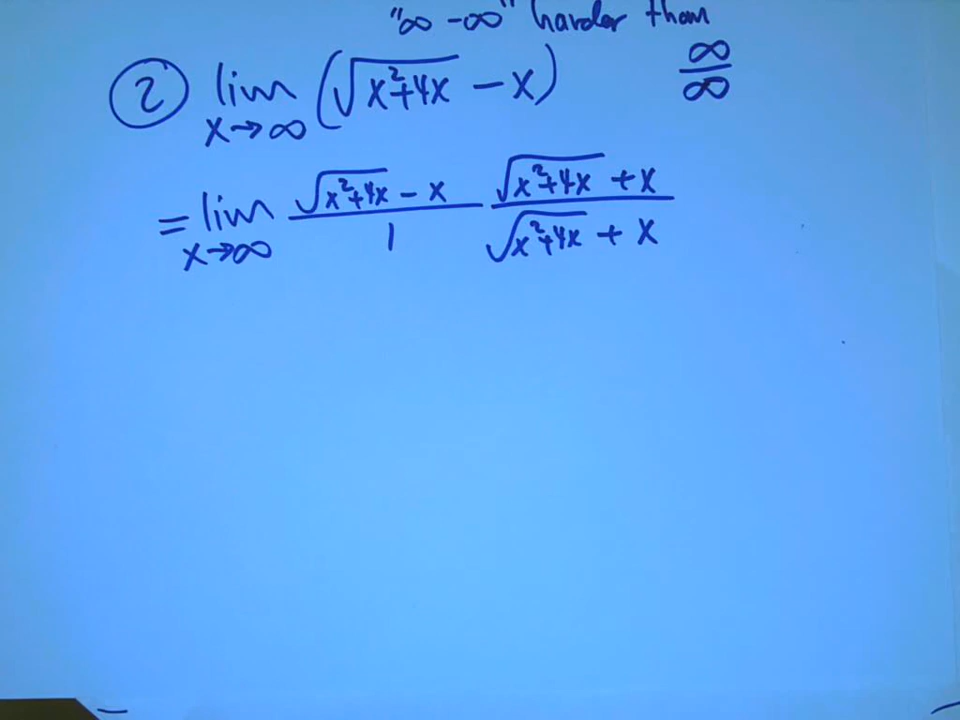 "∞ - ∞" harder than
∞/∞
② lim x→∞ (√(x²+4x) - x)
= lim x→∞ (√(x²+4x) - x)/1 (√(x²+4x) + x)/(√(x²+4x) + x)